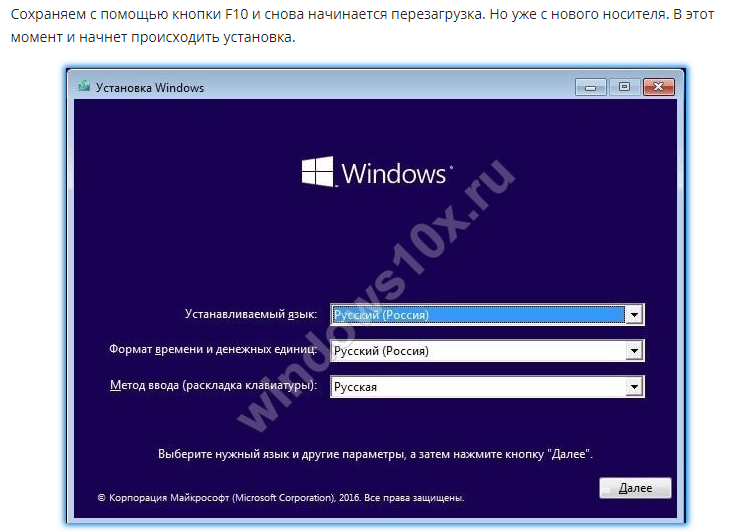 Сохраняем с помощью кнопки F10 и снова начинается перезагрузка. Но уже с нового носителя. В этот
момент и начнет происходить установка.
Установка Windows
Windows
windows10x.ru
Устанавливаемый язык: Русский (Россия)
Формат времени и денежных единиц: Русский (Россия)
Метод ввода (раскладка клавиатуры): Русская
Выберите нужный язык и другие параметры, а затем нажмите кнопку "Далее".
© Корпорация Майкрософт (Microsoft Corporation), 2016. Все права защищены.
Далее